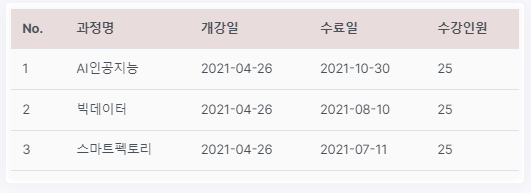 No. 과정명 개강일 수료일 수강인원
1 AI인공지능 2021-04-26 2021-10-30 25
2 빅데이터 2021-04-26 2021-08-10 25
3 스마트펙토리 2021-04-26 2021-07-11 25